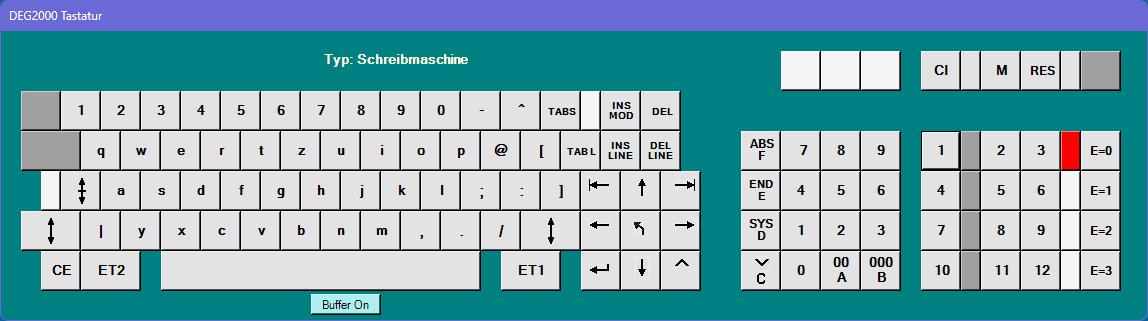 DEG2000 Tastatur
Typ: Schreibmaschine
CI M RES
1 2 3 4 5 6 7 8 9 0 - ^ TABS INS MOD DEL
q w e r t z u i o p @ [ TABL INS LINE DEL LINE
ABS F 7 8 9
1 2 3 E=0
a s d f g h j k l ; : ]
END E 4 5 6
4 5 6 E=1
| y x c v b n m , . /
SYS D 1 2 3
7 8 9 E=2
CE ET2 ET1
C 0 00 A 000 B
10 11 12 E=3
Buffer On